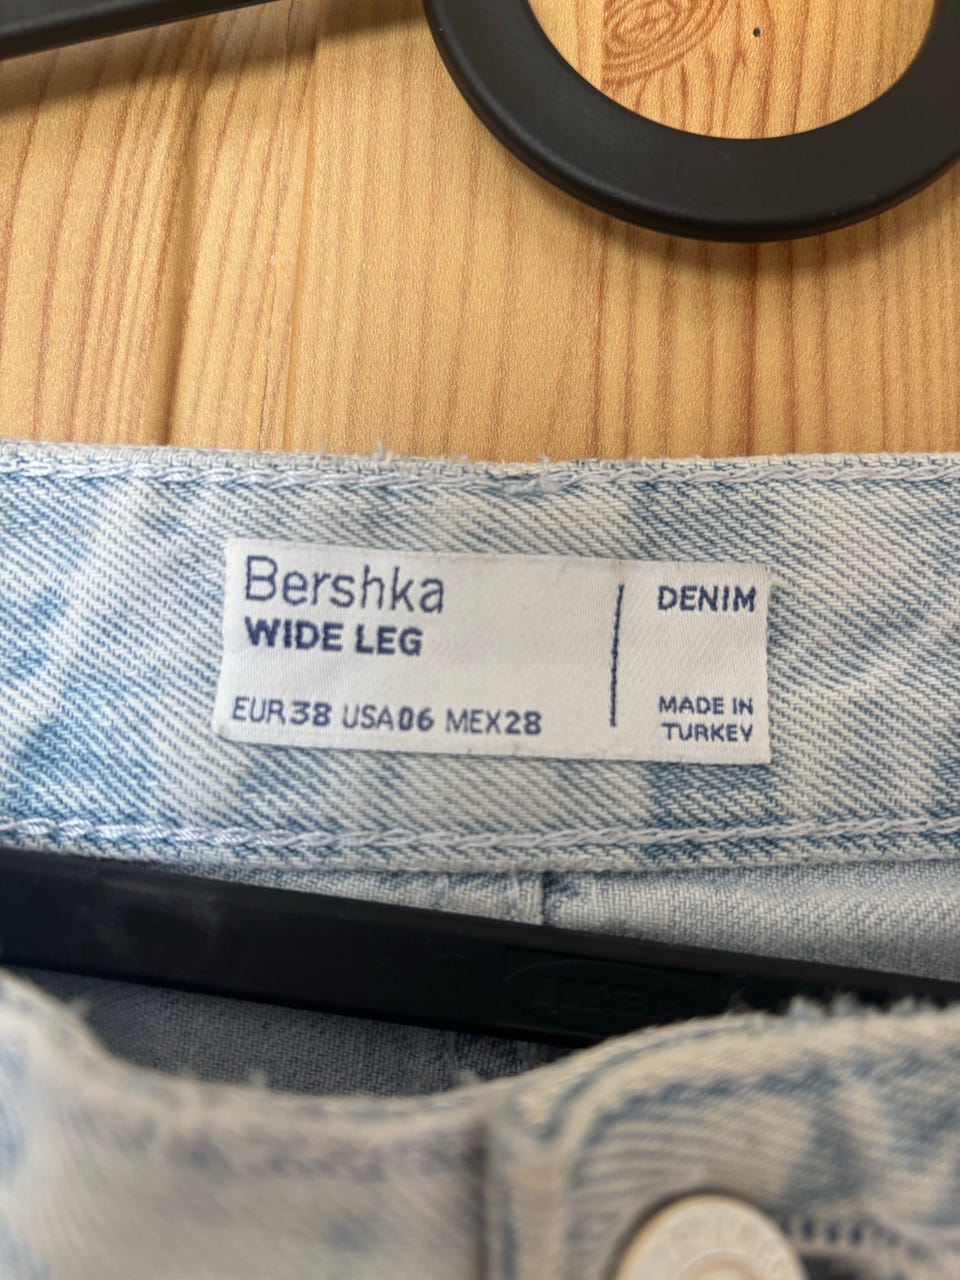 Bershka
WIDE LEG
EUR38 USA06 MEX28
DENIM
MADE IN
TURKEY